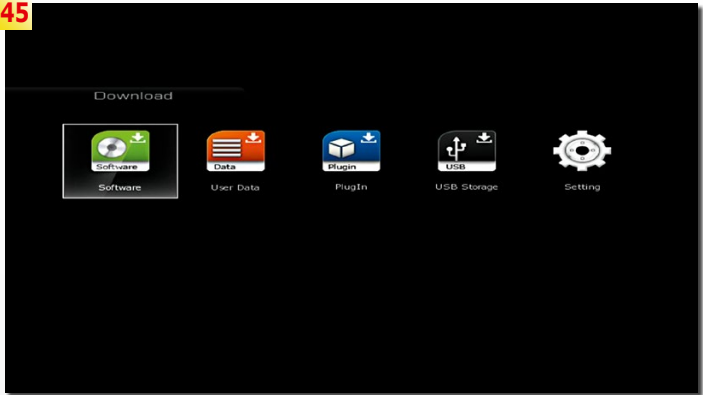 45
Download
Software Data Plugin USB
Software User Data PlugIn USB Storage Setting